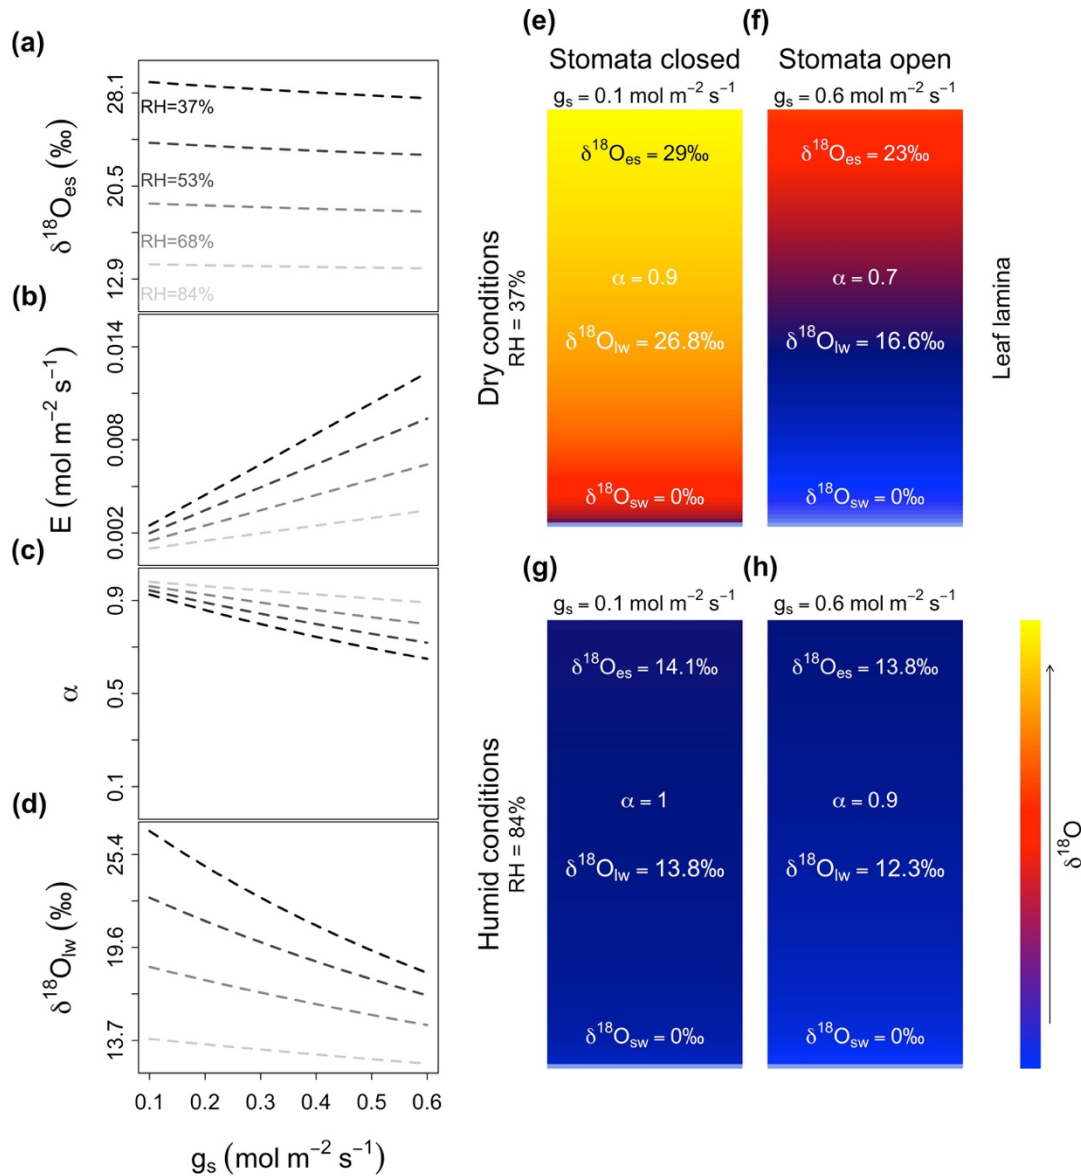 (a)
28.1
20.5
12.9
δ¹⁸Oes (‰)
RH=37%
RH=53%
RH=68%
RH=84%
(b)
0.014
0.008
0.002
E (mol m⁻² s⁻¹)
(c)
0.9
0.5
0.1
α
(d)
25.4
19.6
13.7
δ¹⁸Olw (‰)
0.1 0.2 0.3 0.4 0.5 0.6
gs (mol m⁻² s⁻¹)
(e)
Stomata closed
gs = 0.1 mol m⁻² s⁻¹
δ¹⁸Oes = 29‰
α = 0.9
δ¹⁸Olw = 26.8‰
δ¹⁸Osw = 0‰
Dry conditions
RH = 37%
(f)
Stomata open
gs = 0.6 mol m⁻² s⁻¹
δ¹⁸Oes = 23‰
α = 0.7
δ¹⁸Olw = 16.6‰
δ¹⁸Osw = 0‰
Leaf lamina
(g)
gs = 0.1 mol m⁻² s⁻¹
δ¹⁸Oes = 14.1‰
α = 1
δ¹⁸Olw = 13.8‰
δ¹⁸Osw = 0‰
Humid conditions
RH = 84%
(h)
gs = 0.6 mol m⁻² s⁻¹
δ¹⁸Oes = 13.8‰
α = 0.9
δ¹⁸Olw = 12.3‰
δ¹⁸Osw = 0‰
δ¹⁸O